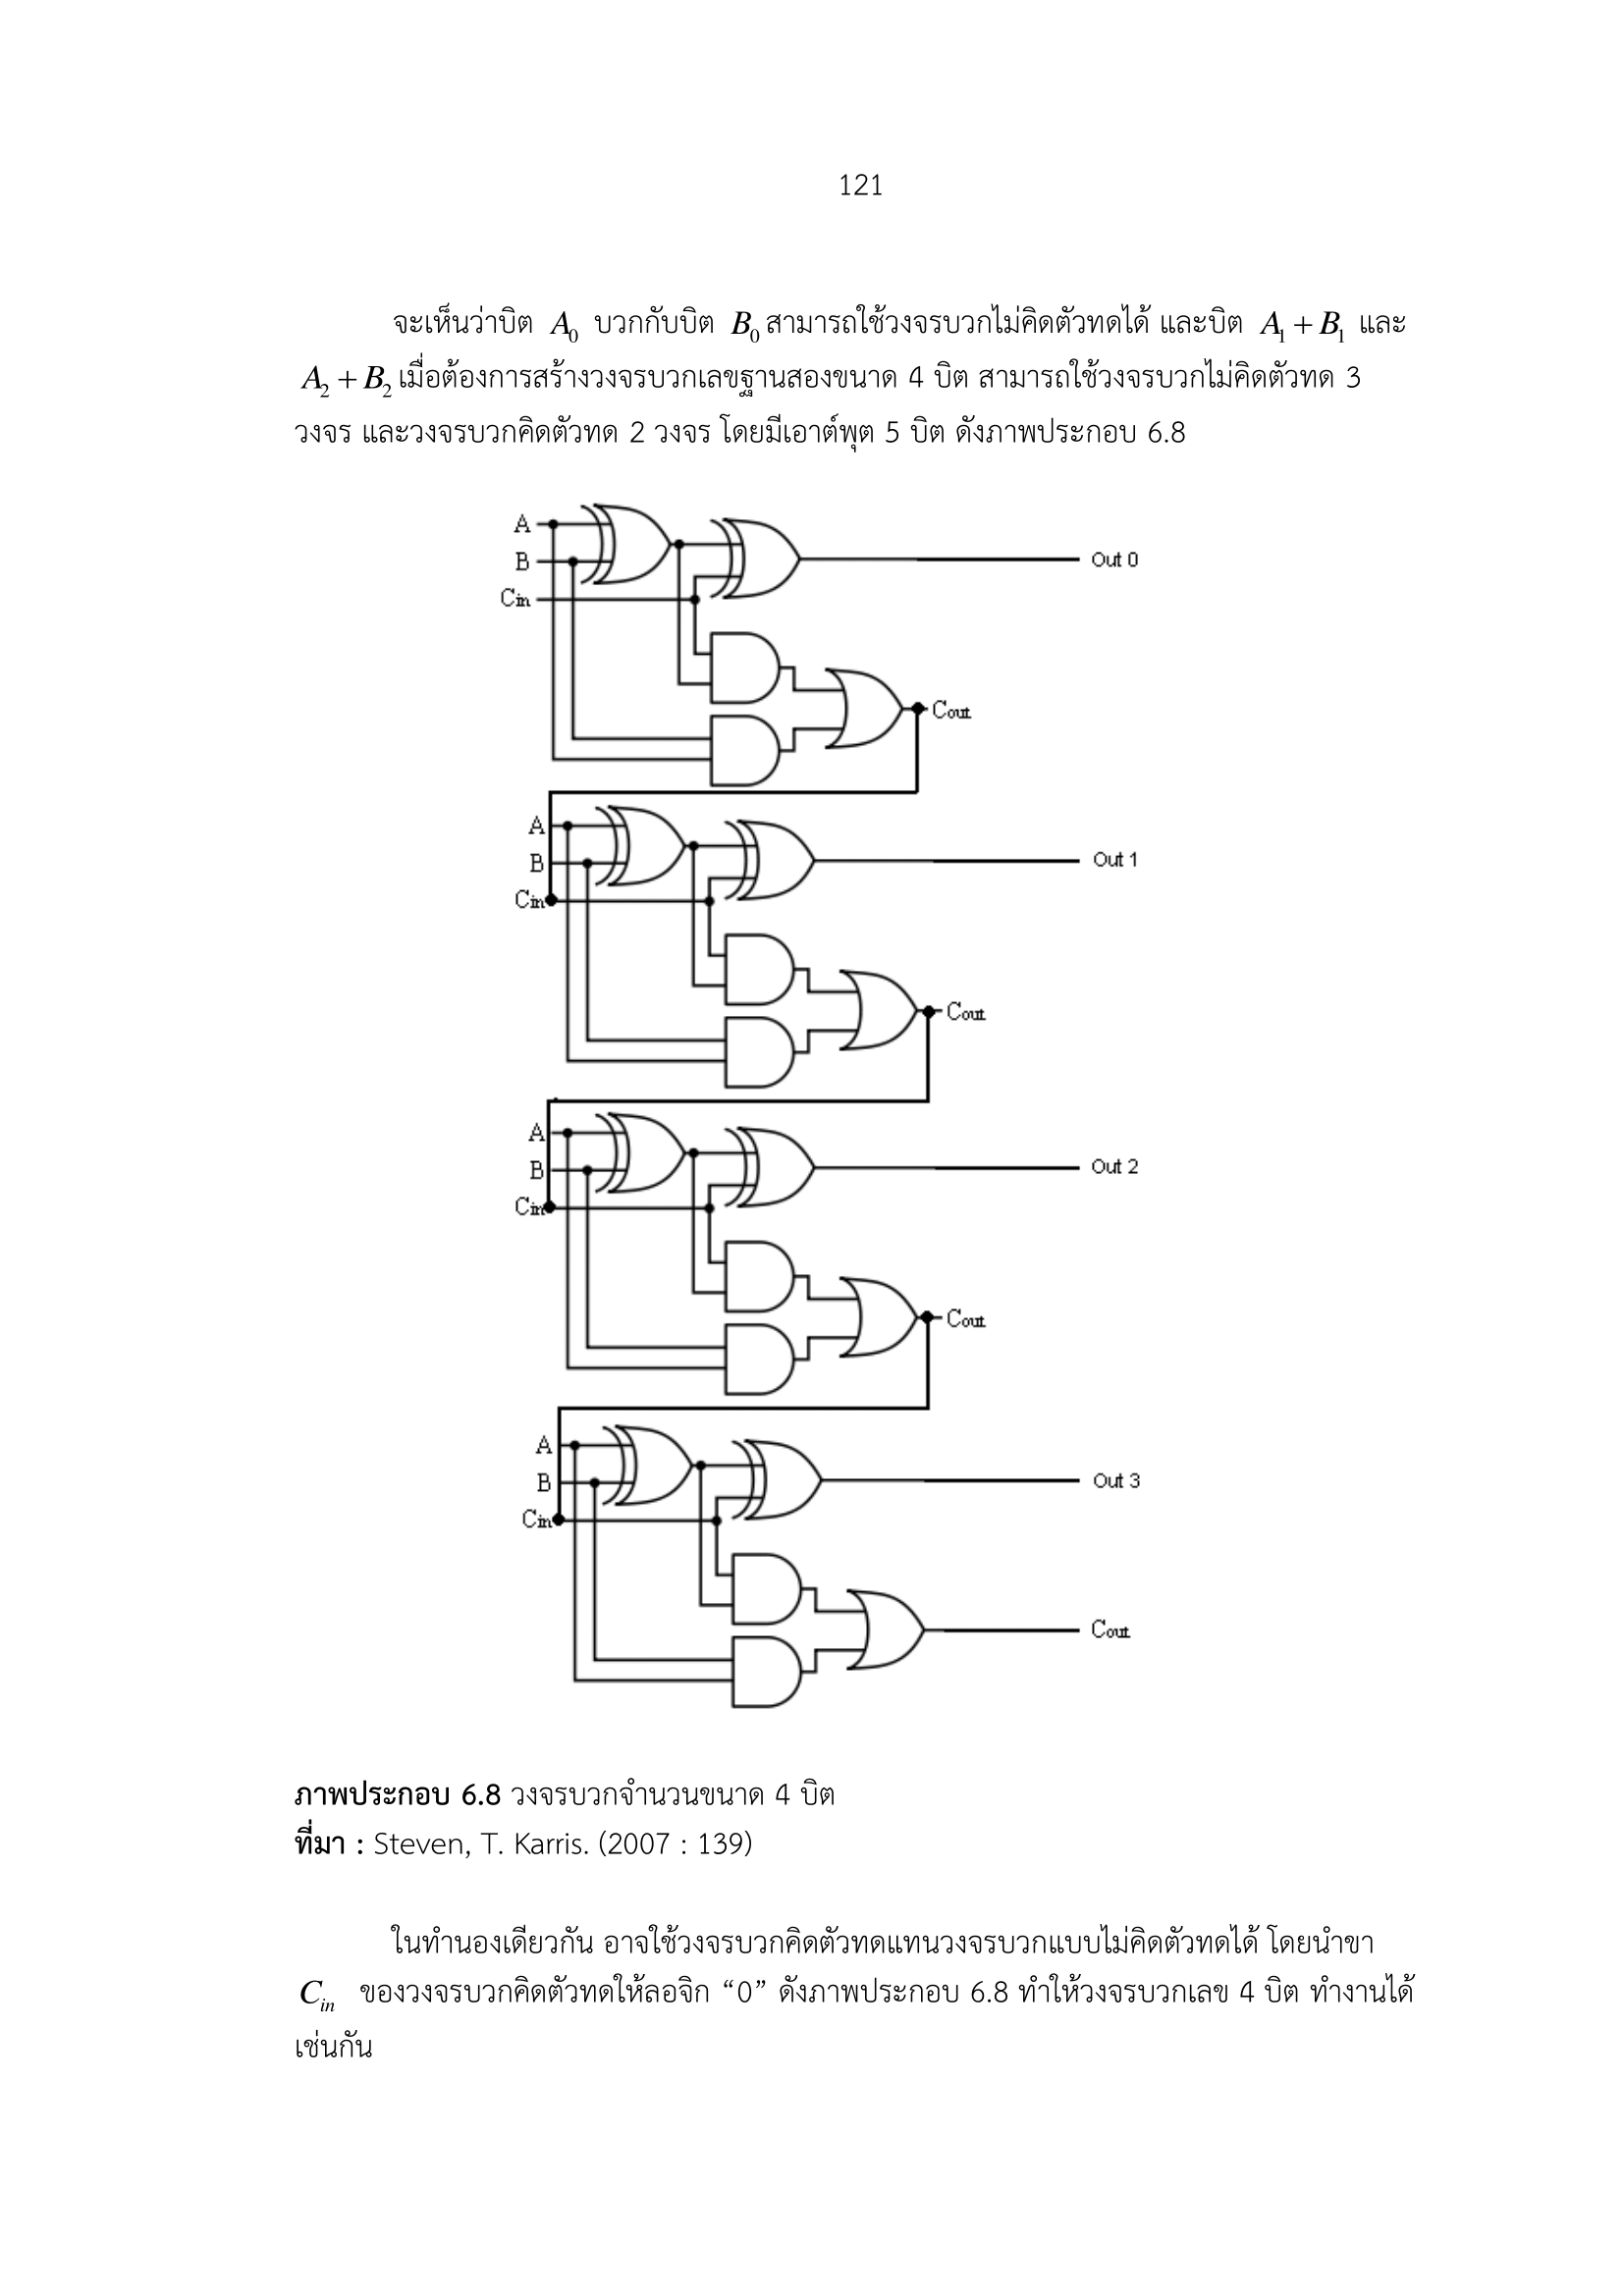 121
จะเห็นว่าบิต A0 บวกกับบิต B0 สามารถใช้วงจรบวกไม่คิดตัวทดได้ และบิต A1 + B1 และ
A2 + B2 เมื่อต้องการสร้างวงจรบวกเลขฐานสองขนาด 4 บิต สามารถใช้วงจรบวกไม่คิดตัวทด 3
วงจร และวงจรบวกคิดตัวทด 2 วงจร โดยมีเอาต์พุต 5 บิต ดังภาพประกอบ 6.8
A
B
Cin
Out 0
Cout
A
B
Cin
Out 1
Cout
A
B
Cin
Out 2
Cout
A
B
Cin
Out 3
Cout
ภาพประกอบ 6.8 วงจรบวกจำนวนขนาด 4 บิต
ที่มา : Steven, T. Karris. (2007 : 139)
ในทำนองเดียวกัน อาจใช้วงจรบวกคิดตัวทดแทนวงจรบวกแบบไม่คิดตัวทดได้ โดยนำขา
Cin ของวงจรบวกคิดตัวทดให้ลอจิก “0” ดังภาพประกอบ 6.8 ทำให้วงจรบวกเลข 4 บิต ทำงานได้
เช่นกัน